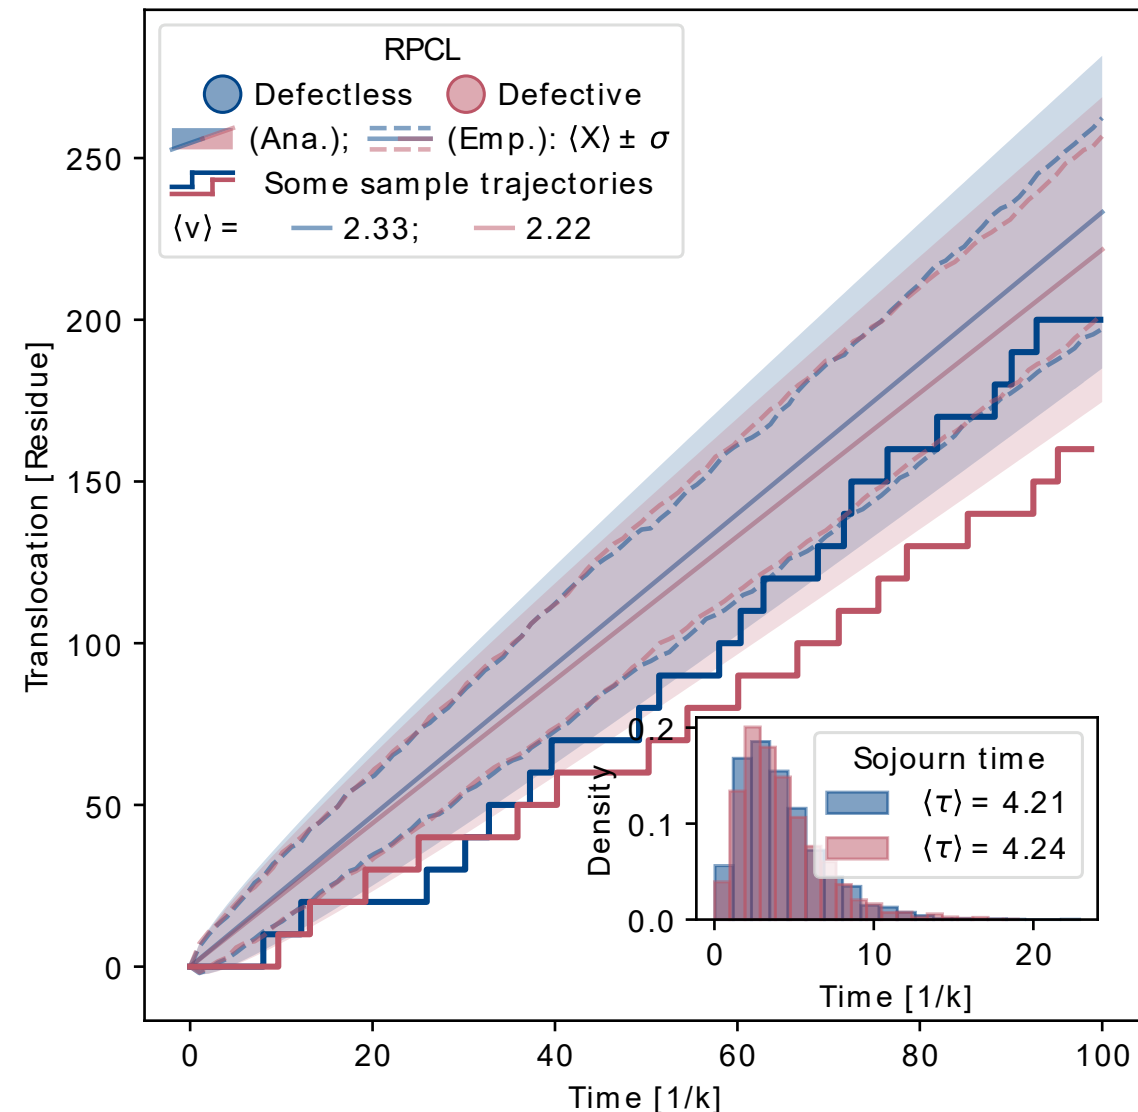 RPCL
Defectless Defective
(Ana.); (Emp.): ⟨X⟩ ± σ
Some sample trajectories
⟨v⟩ = 2.33; 2.22
250
200
150
100
50
0
Translocation [Residue]
0 20 40 60 80 100
Time [1/k]
0.2
0.1
0.0
Density
Sojourn time
⟨τ⟩ = 4.21
⟨τ⟩ = 4.24
0 10 20
Time [1/k]